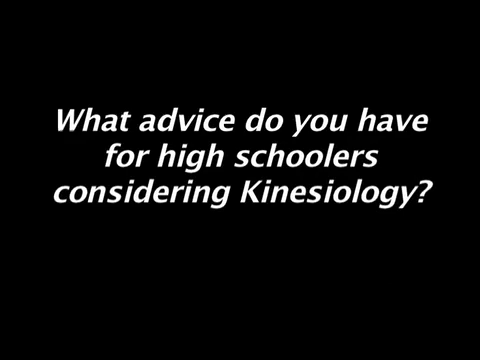 What advice do you have
for high schoolers
considering Kinesiology?